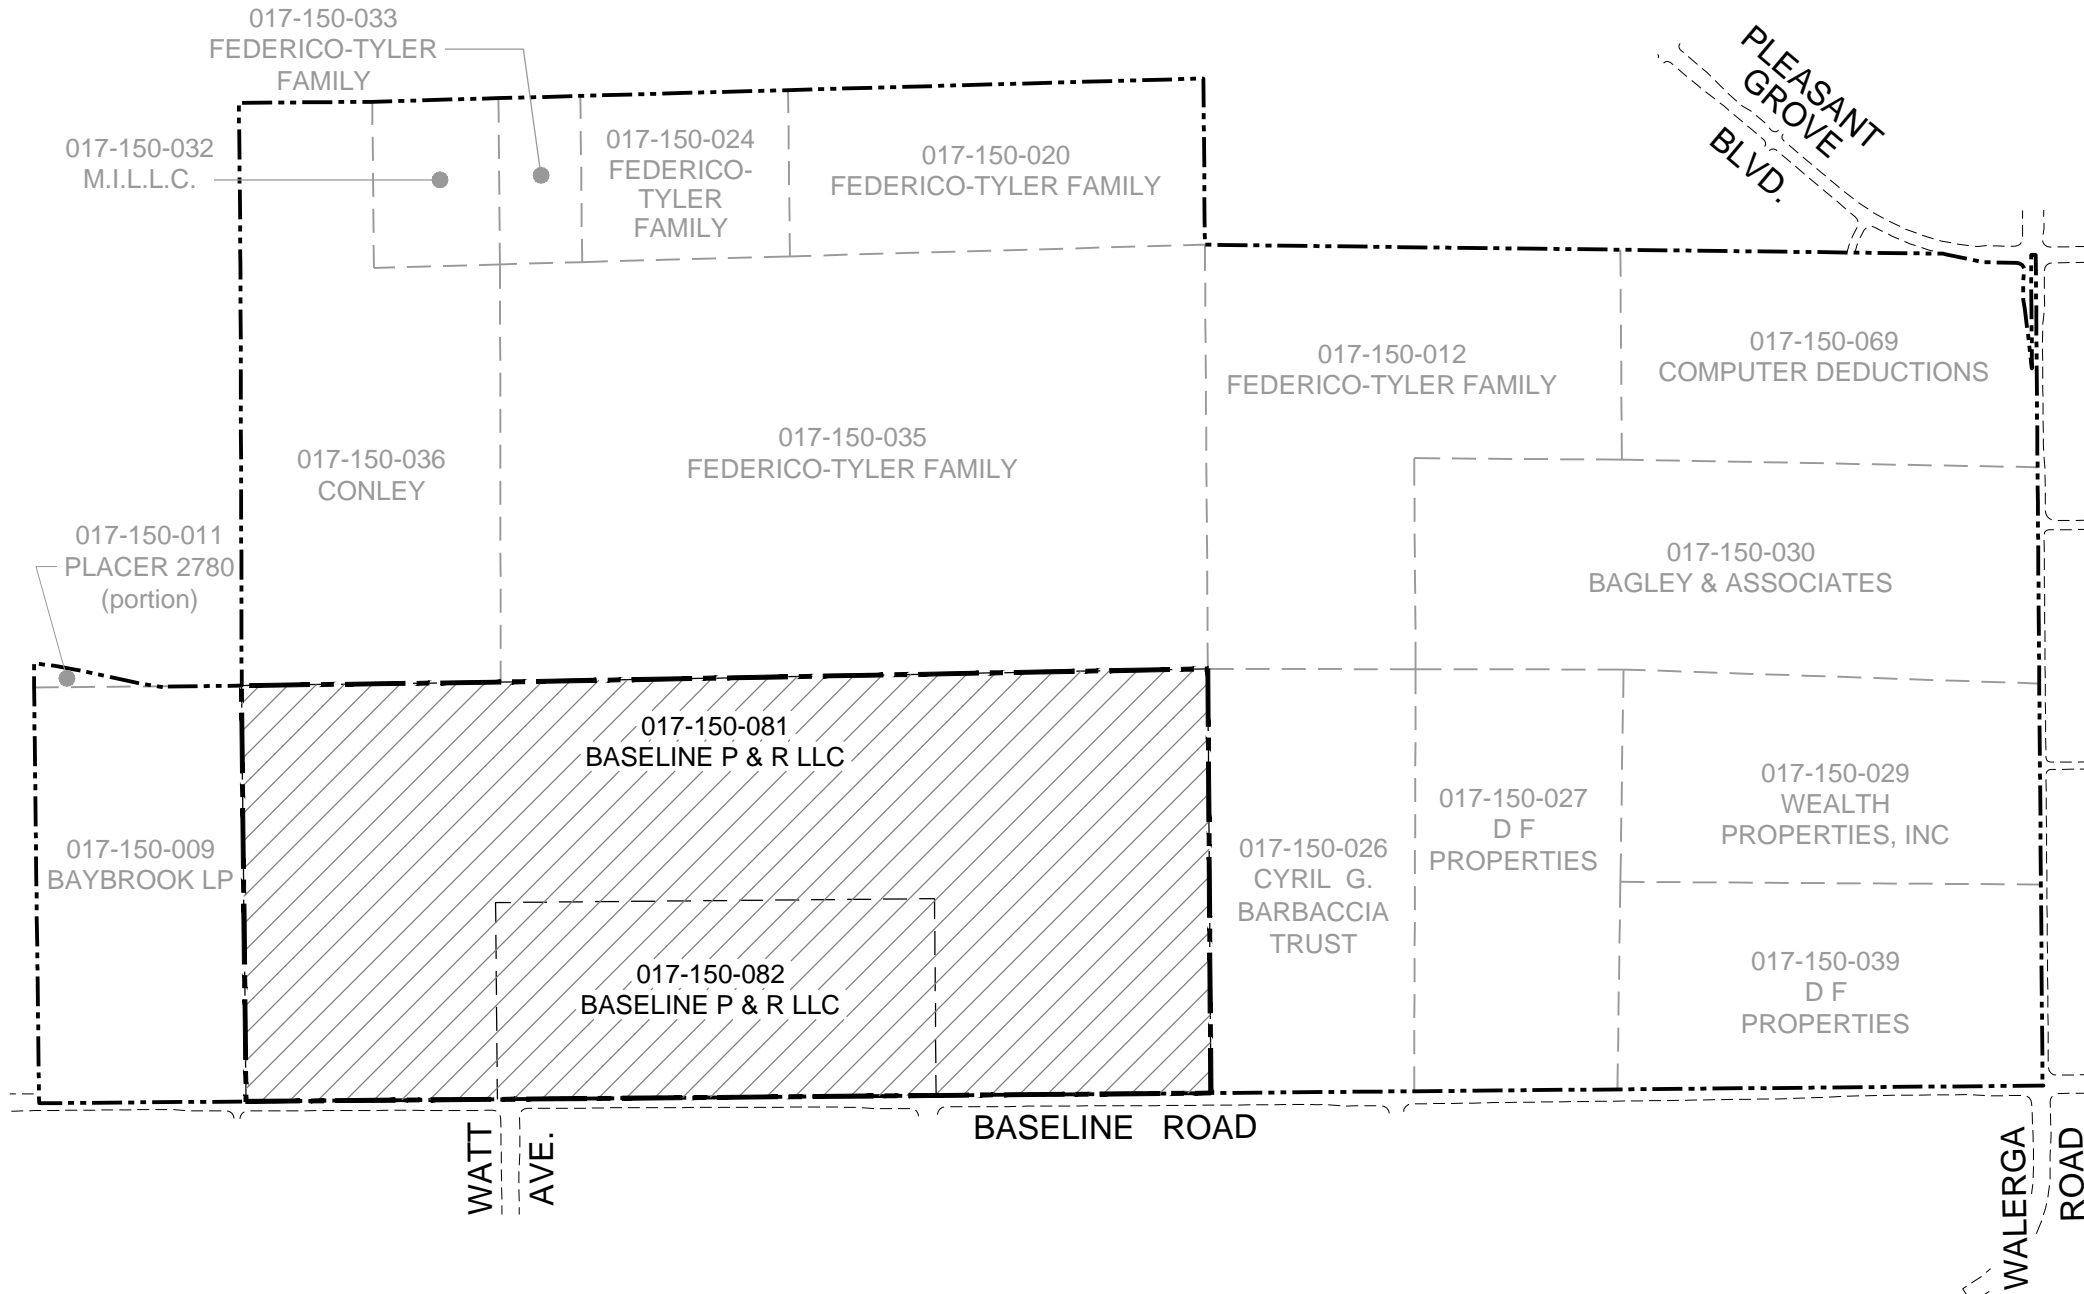 017-150-033
FEDERICO-TYLER
FAMILY
PLEASANT
GROVE
BLVD.
017-150-032
M.I.L.L.C.
017-150-024
FEDERICO-
TYLER
FAMILY
017-150-020
FEDERICO-TYLER FAMILY
017-150-012
FEDERICO-TYLER FAMILY
017-150-069
COMPUTER DEDUCTIONS
017-150-036
CONLEY
017-150-035
FEDERICO-TYLER FAMILY
017-150-011
PLACER 2780
(portion)
017-150-030
BAGLEY & ASSOCIATES
017-150-081
BASELINE P & R LLC
017-150-009
BAYBROOK LP
017-150-026
CYRIL G.
BARBACCIA
TRUST
017-150-027
D F
PROPERTIES
017-150-029
WEALTH
PROPERTIES, INC
017-150-082
BASELINE P & R LLC
017-150-039
D F
PROPERTIES
BASELINE ROAD
WATT
AVE.
WALERGA
ROAD